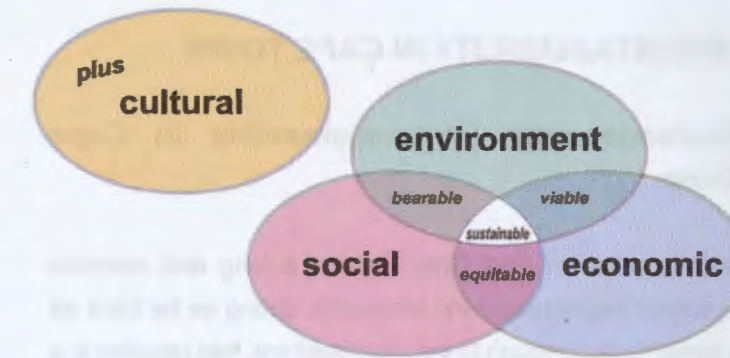 plus
cultural
environment
bearable
viable
sustainable
social
equitable
economic